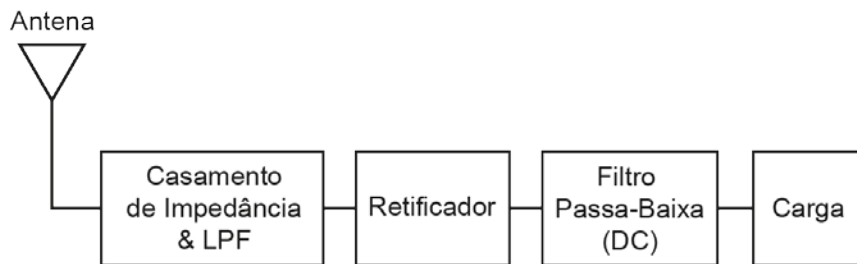 Antena
Casamento
de Impedância
& LPF
Retificador
Filtro
Passa-Baixa
(DC)
Carga